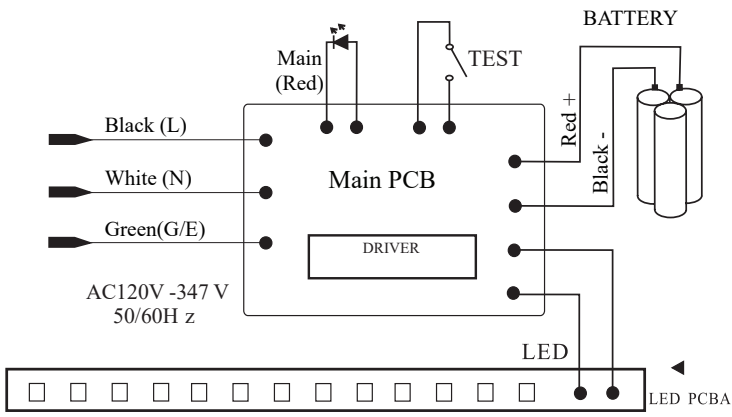 BATTERY
Main
(Red)
TEST
Red +
Black -
Black (L)
White (N)
Green(G/E)
Main PCB
DRIVER
AC120V -347 V
50/60H z
LED
LED PCBA